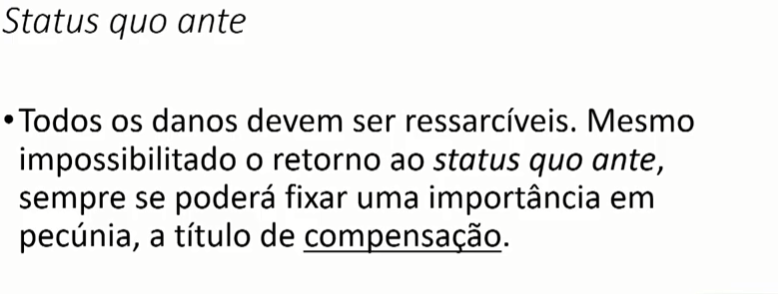 Status quo ante
•Todos os danos devem ser ressarcíveis. Mesmo
impossibilitado o retorno ao status quo ante,
sempre se poderá fixar uma importância em
pecúnia, a título de compensação.